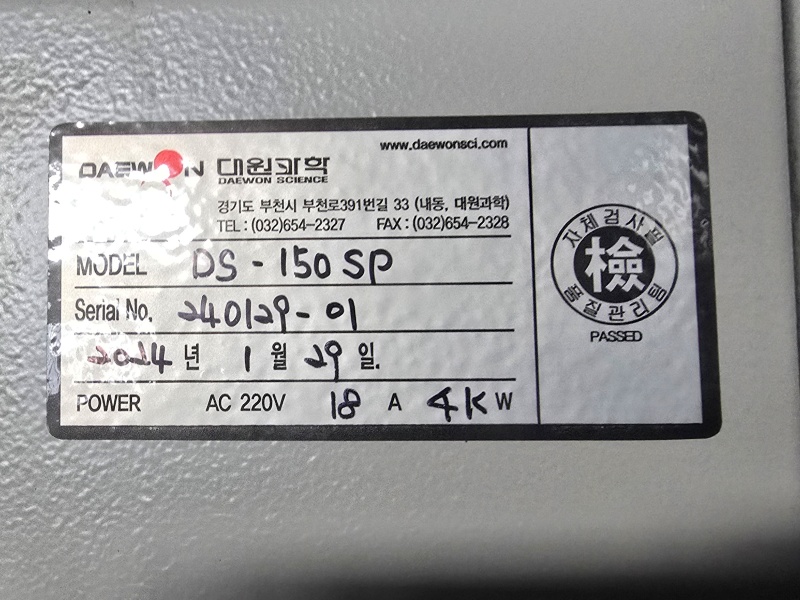 www.daewonsci.com
DAEWON 대원과학
DAEWON SCIENCE
경기도 부천시 부천로391번길 33 (내동, 대원과학)
TEL : (032)654-2327 FAX : (032)654-2328
MODEL DS - 150 SP
Serial No. 240129-01
2024 년 1 월 29 일.
POWER AC 220V 18 A 4K W
자체검사필
檢
품질관리팀
PASSED